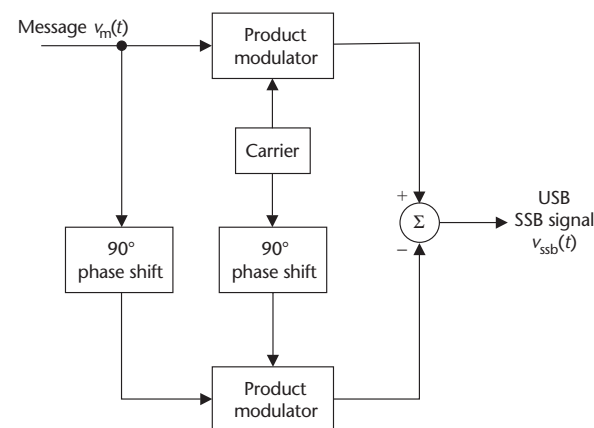 Message vm(t)
Product
modulator
Carrier
+
Σ
−
USB
SSB signal
vssb(t)
90°
phase shift
90°
phase shift
Product
modulator